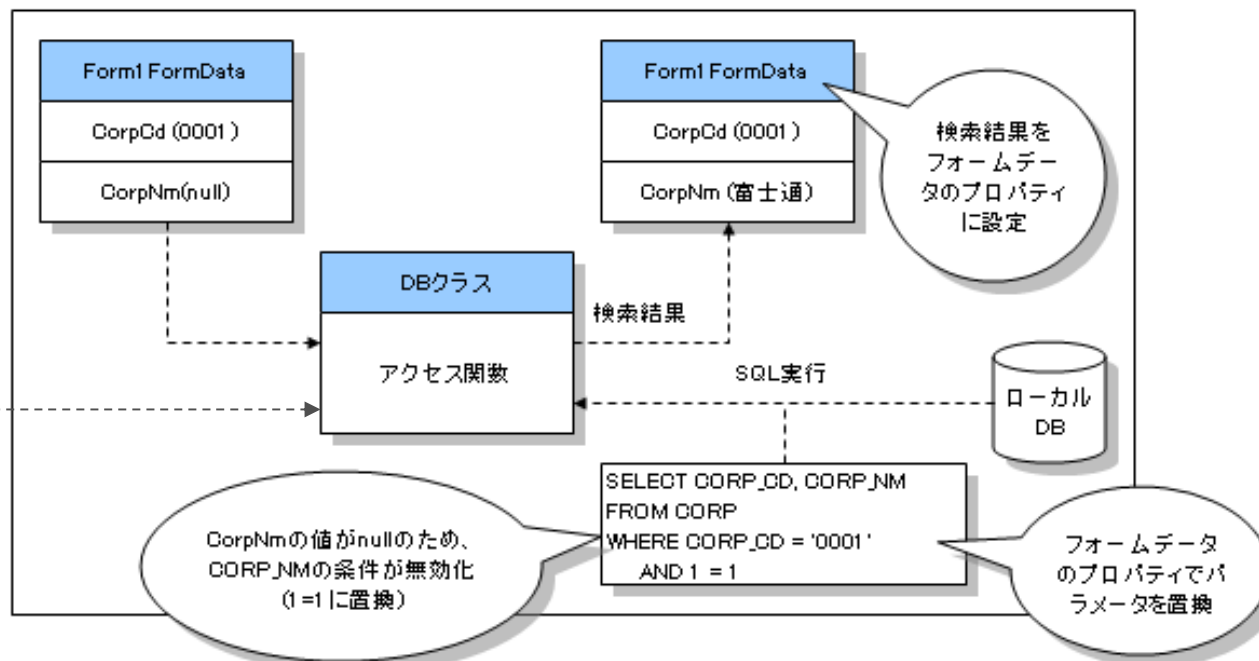 Form1 FormData
CorpCd (0001)
CorpNm(null)
Form1 FormData
CorpCd (0001)
CorpNm (富士通)
検索結果を
フォームデー
タのプロパティ
に設定
DBクラス
アクセス関数
検索結果
SQL実行
ローカル
DB
SELECT CORP_CD, CORP_NM
FROM CORP
WHERE CORP_CD = '0001'
AND 1 = 1
CorpNmの値がnullのため、
CORP_NMの条件が無効化
(1=1に置換)
フォームデータ
のプロパティでパ
ラメータを置換